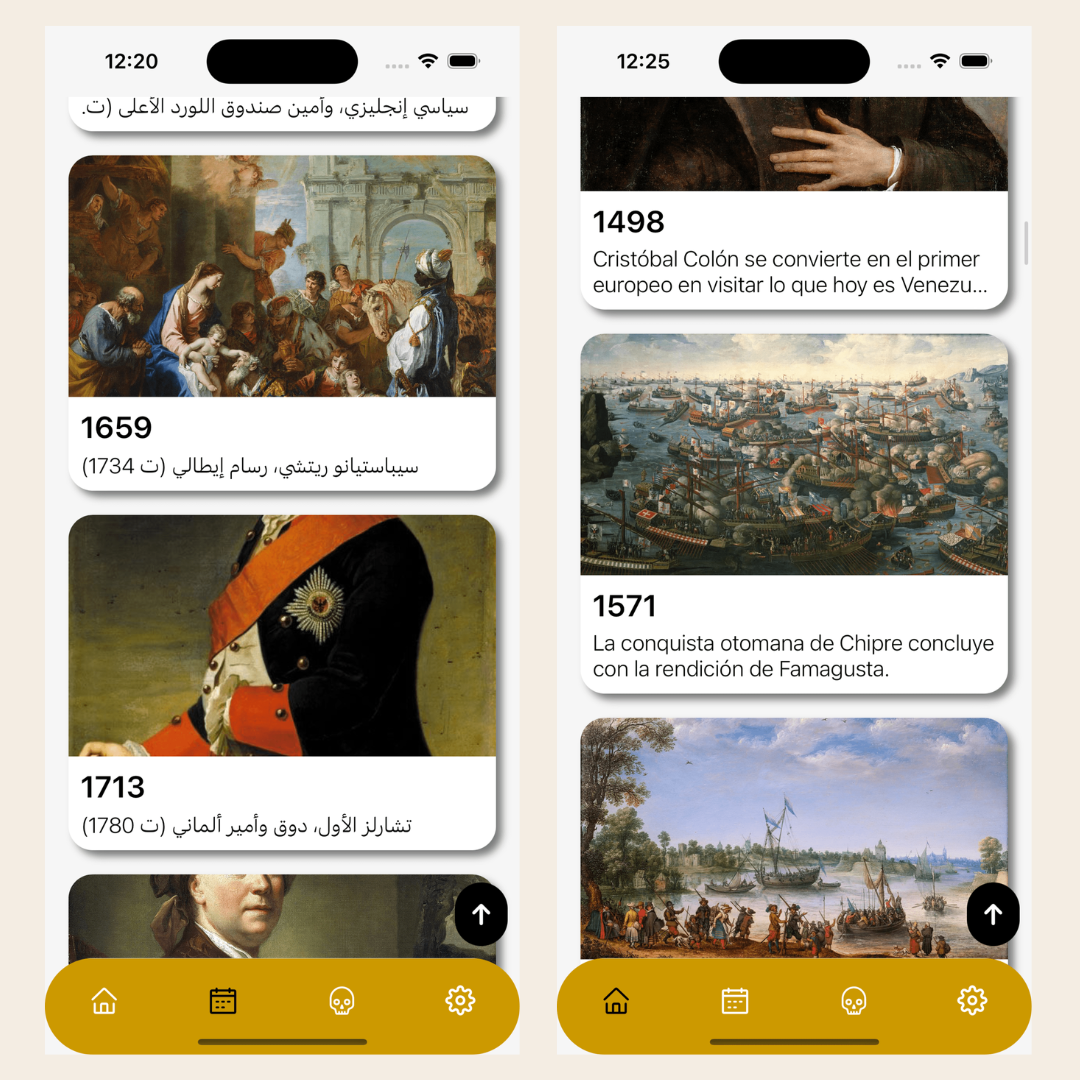 12:20
سياسي إنجليزي، وأمين صندوق اللورد الأعلى (ت.
1659
سيباستيانو ريتشي، رسام إيطالي (ت 1734)
1713
تشارلز الأول، دوق وأمير ألماني (ت 1780)
12:25
1498
Cristóbal Colón se convierte en el primer
europeo en visitar lo que hoy es Venezu...
1571
La conquista otomana de Chipre concluye
con la rendición de Famagusta.